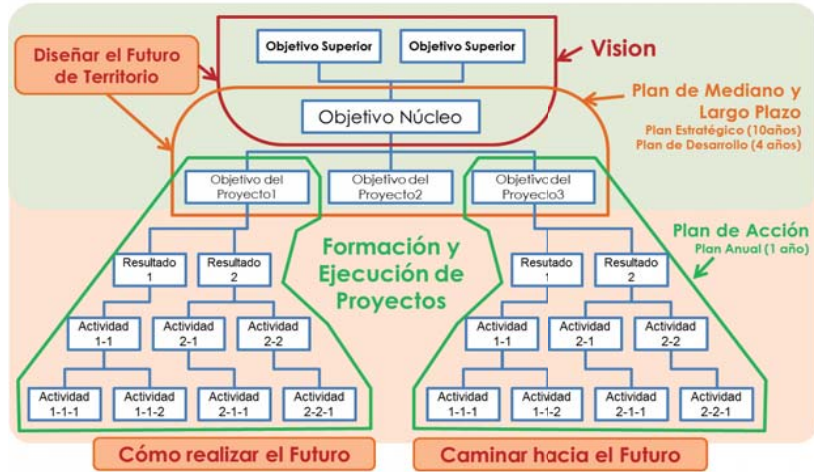 Objetivo Superior
Objetivo Superior
Vision
Diseñar el Futuro
de Territorio
Objetivo Núcleo
Plan de Mediano y
Largo Plazo
Plan Estratégico (10años)
Plan de Desarrollo (4 años)
Objetivo del
Proyecto1
Objetivo del
Proyecto2
Objetivo del
Proyecto3
Formación y
Ejecución de
Proyectos
Plan de Acción
Plan Anual (1 año)
Resultado
1
Resultado
2
Resutado
1
Resultado
2
Actividad
1-1
Actividad
2-1
Actividad
2-2
Actividad
1-1
Actividad
2-1
Actividad
2-2
Actividad
1-1-1
Actividad
1-1-2
Actividad
2-1-1
Actividad
2-2-1
Actividad
1-1-1
Actividad
1-1-2
Actividad
2-1-1
Actividad
2-2-1
Cómo realizar el Futuro
Caminar hacia el Futuro